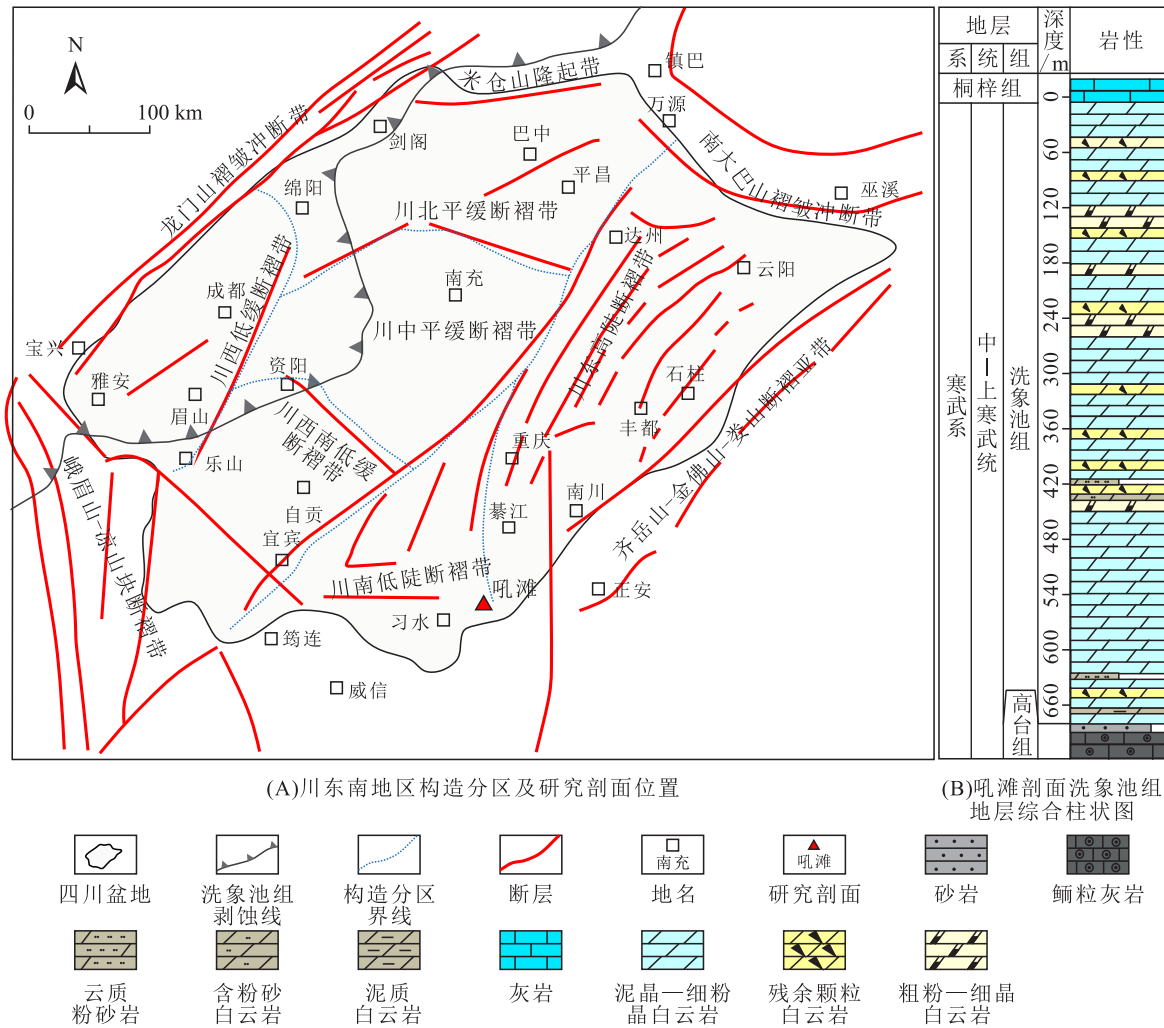 N
0 100 km
米仓山隆起带
镇巴
万源
龙门山褶皱冲断带
剑阁
巴中
平昌
南大巴山褶皱冲断带
巫溪
绵阳
川北平缓断褶带
达州
云阳
川西低缓断褶带
成都
南充
川中平缓断褶带
川东高陡断褶带
宝兴
雅安
眉山
资阳
石柱
丰都
川西南低缓
断褶带
重庆
乐山
峨眉山-凉山块断褶带
自贡
宜宾
綦江
南川
齐岳山-金佛山-娄山断褶亚带
川南低陡断褶带
吼滩
正安
习水
筠连
威信
地层
深度/m
岩性
系
统
组
桐梓组
寒武系
中—上寒武统
洗象池组
高台组
0
60
120
180
240
300
360
420
480
540
600
660
(A)川东南地区构造分区及研究剖面位置
(B)吼滩剖面洗象池组
地层综合柱状图
南充
吼滩
四川盆地
洗象池组
剥蚀线
构造分区
界线
断层
地名
研究剖面
砂岩
鲕粒灰岩
云质
粉砂岩
含粉砂
白云岩
泥质
白云岩
灰岩
泥晶—细粉
晶白云岩
残余颗粒
白云岩
粗粉—细晶
白云岩